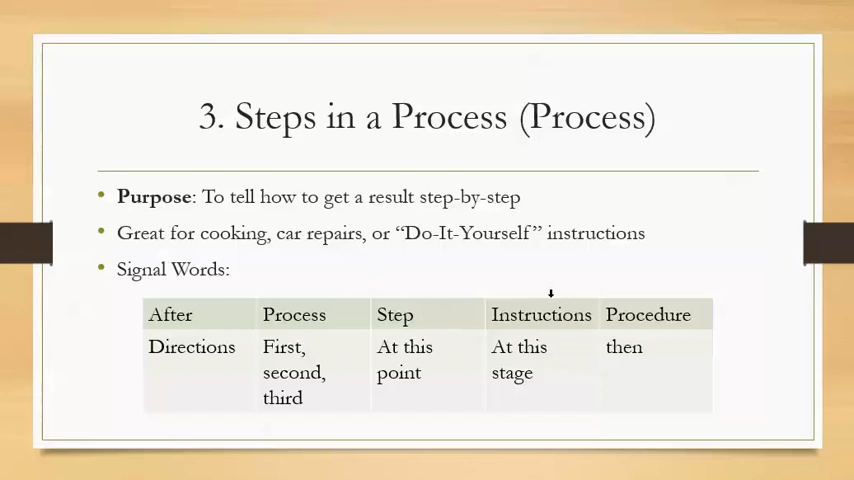 3. Steps in a Process (Process)
Purpose: To tell how to get a result step-by-step
Great for cooking, car repairs, or “Do-It-Yourself” instructions
Signal Words:
After Process Step Instructions Procedure
Directions First, At this At this then
second, point stage
third